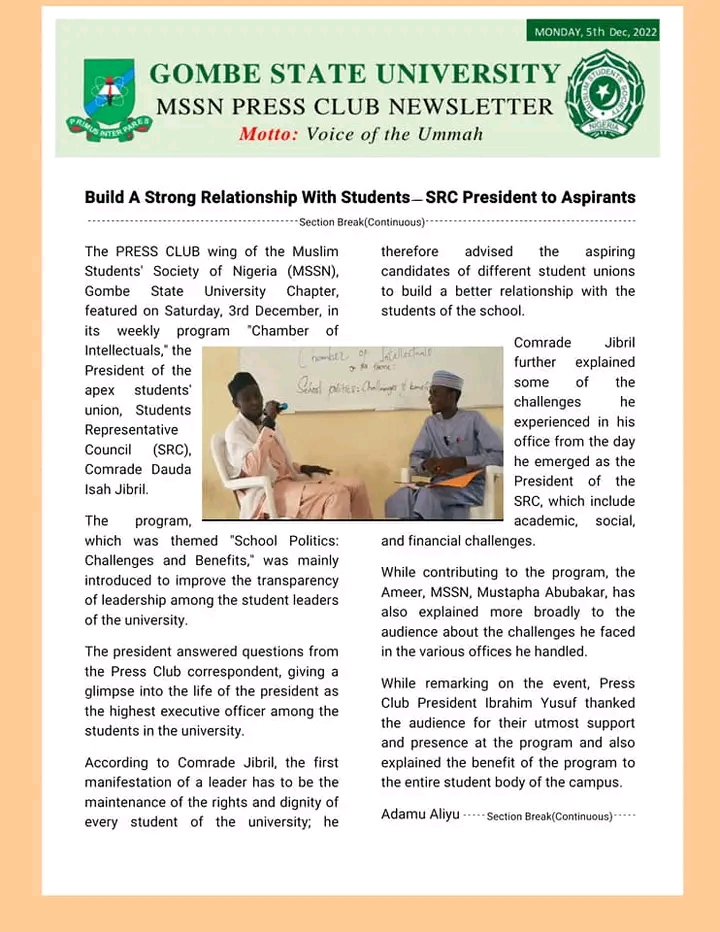 MONDAY, 5th Dec, 2022
GOMBE STATE UNIVERSITY
MSSN PRESS CLUB NEWSLETTER
Motto: Voice of the Ummah
PRIMUS INTER PARES
MUSLIM STUDENTS' SOCIETY
NIGERIA
Build A Strong Relationship With Students—SRC President to Aspirants
Section Break(Continuous)
The PRESS CLUB wing of the Muslim
Students' Society of Nigeria (MSSN),
Gombe State University Chapter,
featured on Saturday, 3rd December, in
its weekly program "Chamber of
Intellectuals," the
President of the
apex students'
union, Students
Representative
Council (SRC),
Comrade Dauda
Isah Jibril.
The program,
which was themed "School Politics:
Challenges and Benefits," was mainly
introduced to improve the transparency
of leadership among the student leaders
of the university.
The president answered questions from
the Press Club correspondent, giving a
glimpse into the life of the president as
the highest executive officer among the
students in the university.
According to Comrade Jibril, the first
manifestation of a leader has to be the
maintenance of the rights and dignity of
every student of the university; he
Chamber of Intellectuals
on the theme:
School politics: Challenges & benefi
therefore advised the aspiring
candidates of different student unions
to build a better relationship with the
students of the school.
Comrade Jibril
further explained
some of the
challenges he
experienced in his
office from the day
he emerged as the
President of the
SRC, which include
academic, social,
and financial challenges.
While contributing to the program, the
Ameer, MSSN, Mustapha Abubakar, has
also explained more broadly to the
audience about the challenges he faced
in the various offices he handled.
While remarking on the event, Press
Club President Ibrahim Yusuf thanked
the audience for their utmost support
and presence at the program and also
explained the benefit of the program to
the entire student body of the campus.
Adamu Aliyu Section Break(Continuous)